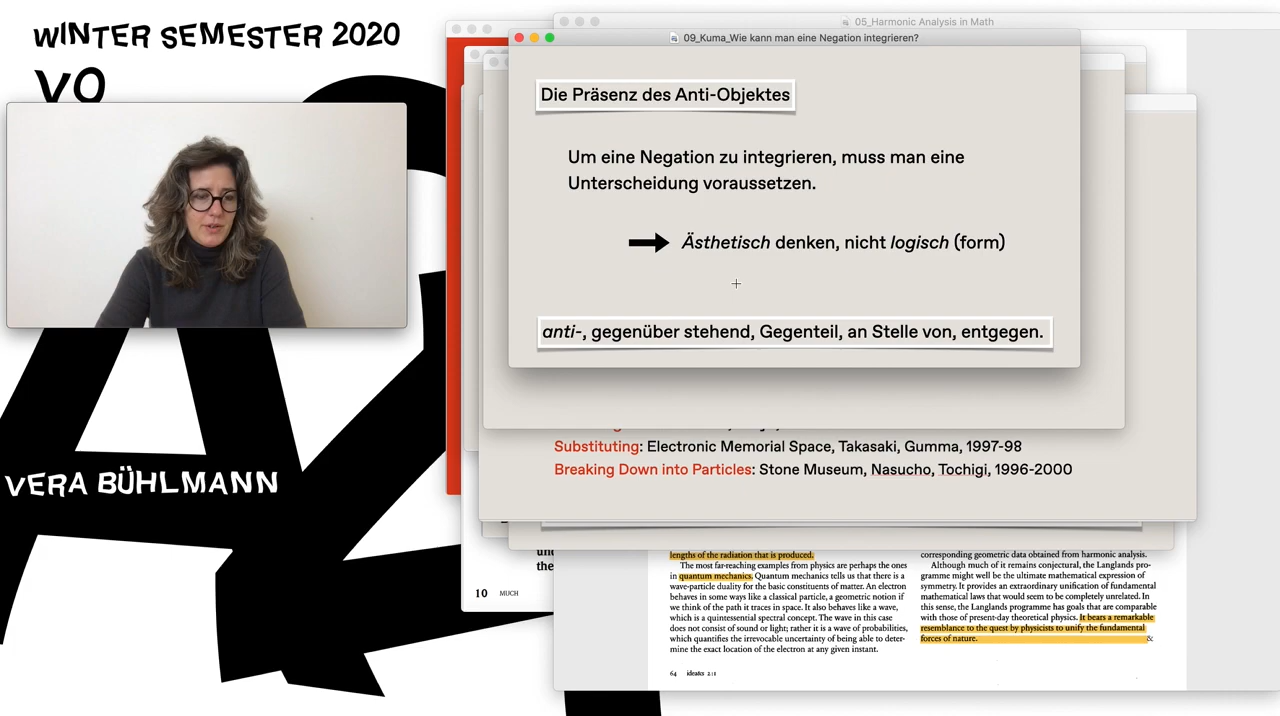 WINTER SEMESTER 2020
VO
VERA BÜHLMANN
05_Harmonic Analysis in Math
09_Kuma_Wie kann man eine Negation integrieren?
Die Präsenz des Anti-Objektes
Um eine Negation zu integrieren, muss man eine
Unterscheidung voraussetzen.
Ästhetisch denken, nicht logisch (form)
anti-, gegenüber stehend, Gegenteil, an Stelle von, entgegen.
Substituting: Electronic Memorial Space, Takasaki, Gumma, 1997-98
Breaking Down into Particles: Stone Museum, Nasucho, Tochigi, 1996-2000
the
10 MUCH
lengths of the radiation that is produced.
The most far-reaching examples from physics are perhaps the ones
in quantum mechanics. Quantum mechanics tells us that there is a
wave-particle duality for the basic constituents of matter. An electron
behaves in some ways like a classical particle, a geometric notion if
we think of the path it traces in space. It also behaves like a wave,
which is a quintessential spectral concept. The wave in this case
does not consist of sound or light; rather it is a wave of probabilities,
which quantifies the irrevocable uncertainty of being able to deter-
mine the exact location of the electron at any given instant.
64 ideas 2:1
corresponding geometric data obtained from harmonic analysis.
Although much of it remains conjectural, the Langlands pro-
gramme might well be the ultimate mathematical expression of
symmetry. It provides an extraordinary unification of fundamental
mathematical laws that would seem to be completely unrelated. In
this sense, the Langlands programme has goals that are comparable
with those of present-day theoretical physics. It bears a remarkable
resemblance to the quest by physicists to unify the fundamental
forces of nature. &